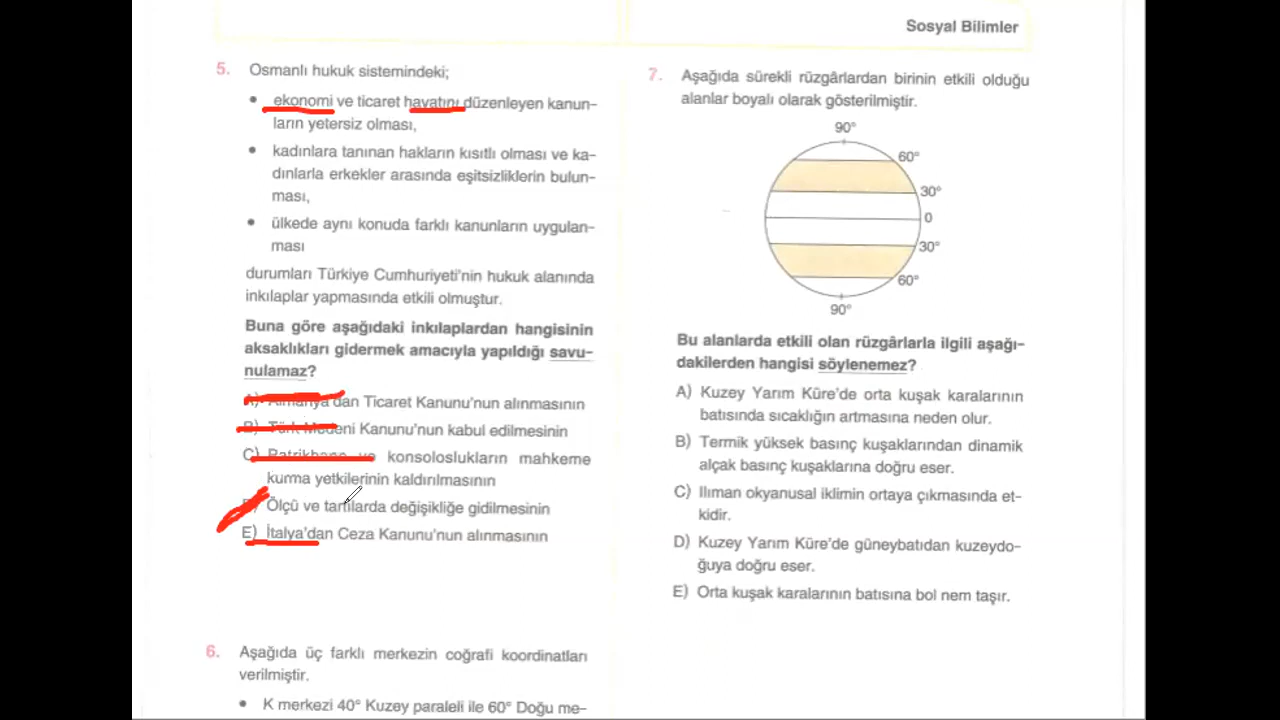 Sosyal Bilimler
5. Osmanlı hukuk sistemindeki;
• ekonomi ve ticaret hayatını düzenleyen kanun-
ların yetersiz olması,
• kadınlara tanınan hakların kısıtlı olması ve ka-
dınlarla erkekler arasında eşitsizliklerin bulun-
ması,
• ülkede aynı konuda farklı kanunların uygulan-
ması
durumları Türkiye Cumhuriyeti'nin hukuk alanında
inkılaplar yapmasında etkili olmuştur.
Buna göre aşağıdaki inkılaplardan hangisinin
aksaklıkları gidermek amacıyla yapıldığı savu-
nulamaz?
A) Almanya'dan Ticaret Kanunu'nun alınmasının
B) Türk Medeni Kanunu'nun kabul edilmesinin
C) Patrikhane ve konsoloslukların mahkeme
kurma yetkilerinin kaldırılmasının
Ölçü ve tartılarda değişikliğe gidilmesinin
E) İtalya'dan Ceza Kanunu'nun alınmasının
6. Aşağıda üç farklı merkezin coğrafi koordinatları
verilmiştir.
• K merkezi 40° Kuzey paraleli ile 60° Doğu me-
7. Aşağıda sürekli rüzgârlardan birinin etkili olduğu
alanlar boyalı olarak gösterilmiştir.
90°
60°
30°
0
30°
60°
90°
Bu alanlarda etkili olan rüzgârlarla ilgili aşağı-
dakilerden hangisi söylenemez?
A) Kuzey Yarım Küre'de orta kuşak karalarının
batısında sıcaklığın artmasına neden olur.
B) Termik yüksek basınç kuşaklarından dinamik
alçak basınç kuşaklarına doğru eser.
C) Ilıman okyanusal iklimin ortaya çıkmasında et-
kidir.
D) Kuzey Yarım Küre'de güneybatıdan kuzeydo-
ğuya doğru eser.
E) Orta kuşak karalarının batısına bol nem taşır.